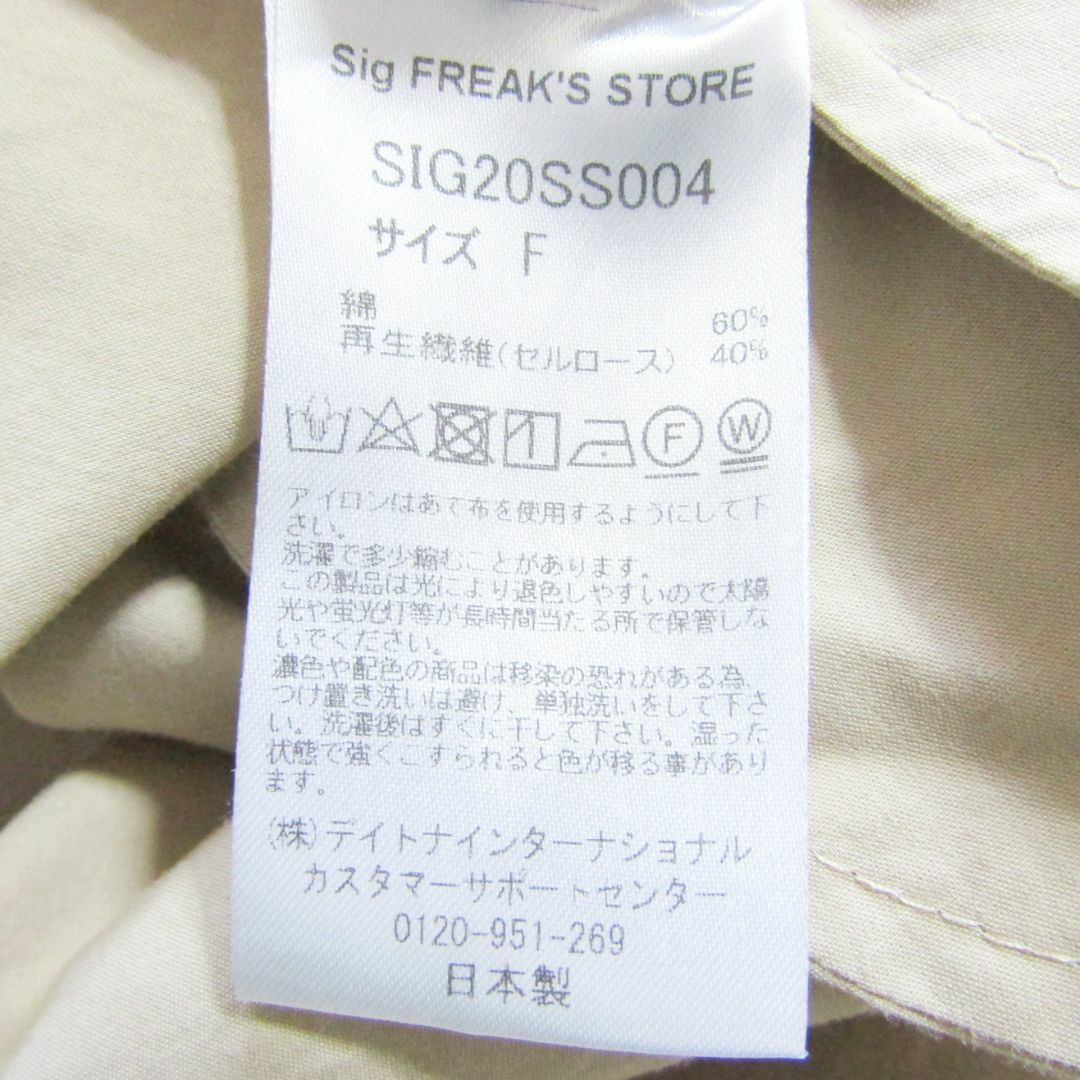 Sig FREAK'S STORE
SIG20SS004
サイズ F
綿 60%
再生繊維(セルロース) 40%
F W
アイロンはあて布を使用するようにして下
さい。
洗濯で多少縮むことがあります。
この製品は光により退色しやすいので太陽
光や蛍光灯等が長時間当たる所で保管しな
いでください。
濃色や配色の商品は移染の恐れがある為、
つけ置き洗いは避け、単独洗いをして下さ
い。洗濯後はすぐに干して下さい。湿った
状態で強くこすられると色が移る事があり
ます。
(株)デイトナインターナショナル
カスタマーサポートセンター
0120-951-269
日本製